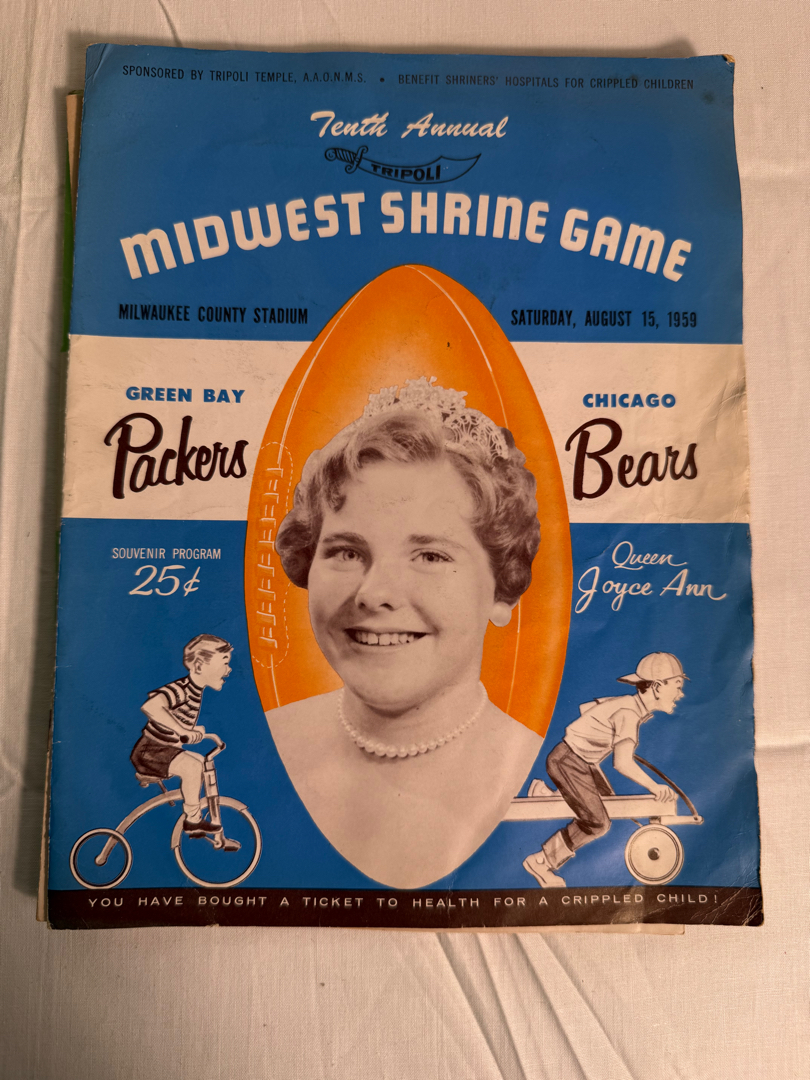 SPONSORED BY TRIPOLI TEMPLE, A.A.O.N.M.S. • BENEFIT SHRINERS' HOSPITALS FOR CRIPPLED CHILDREN
Tenth Annual
TRIPOLI
MIDWEST SHRINE GAME
MILWAUKEE COUNTY STADIUM
SATURDAY, AUGUST 15, 1959
GREEN BAY
Packers
CHICAGO
Bears
SOUVENIR PROGRAM
25¢
Queen
Joyce Ann
YOU HAVE BOUGHT A TICKET TO HEALTH FOR A CRIPPLED CHILD!